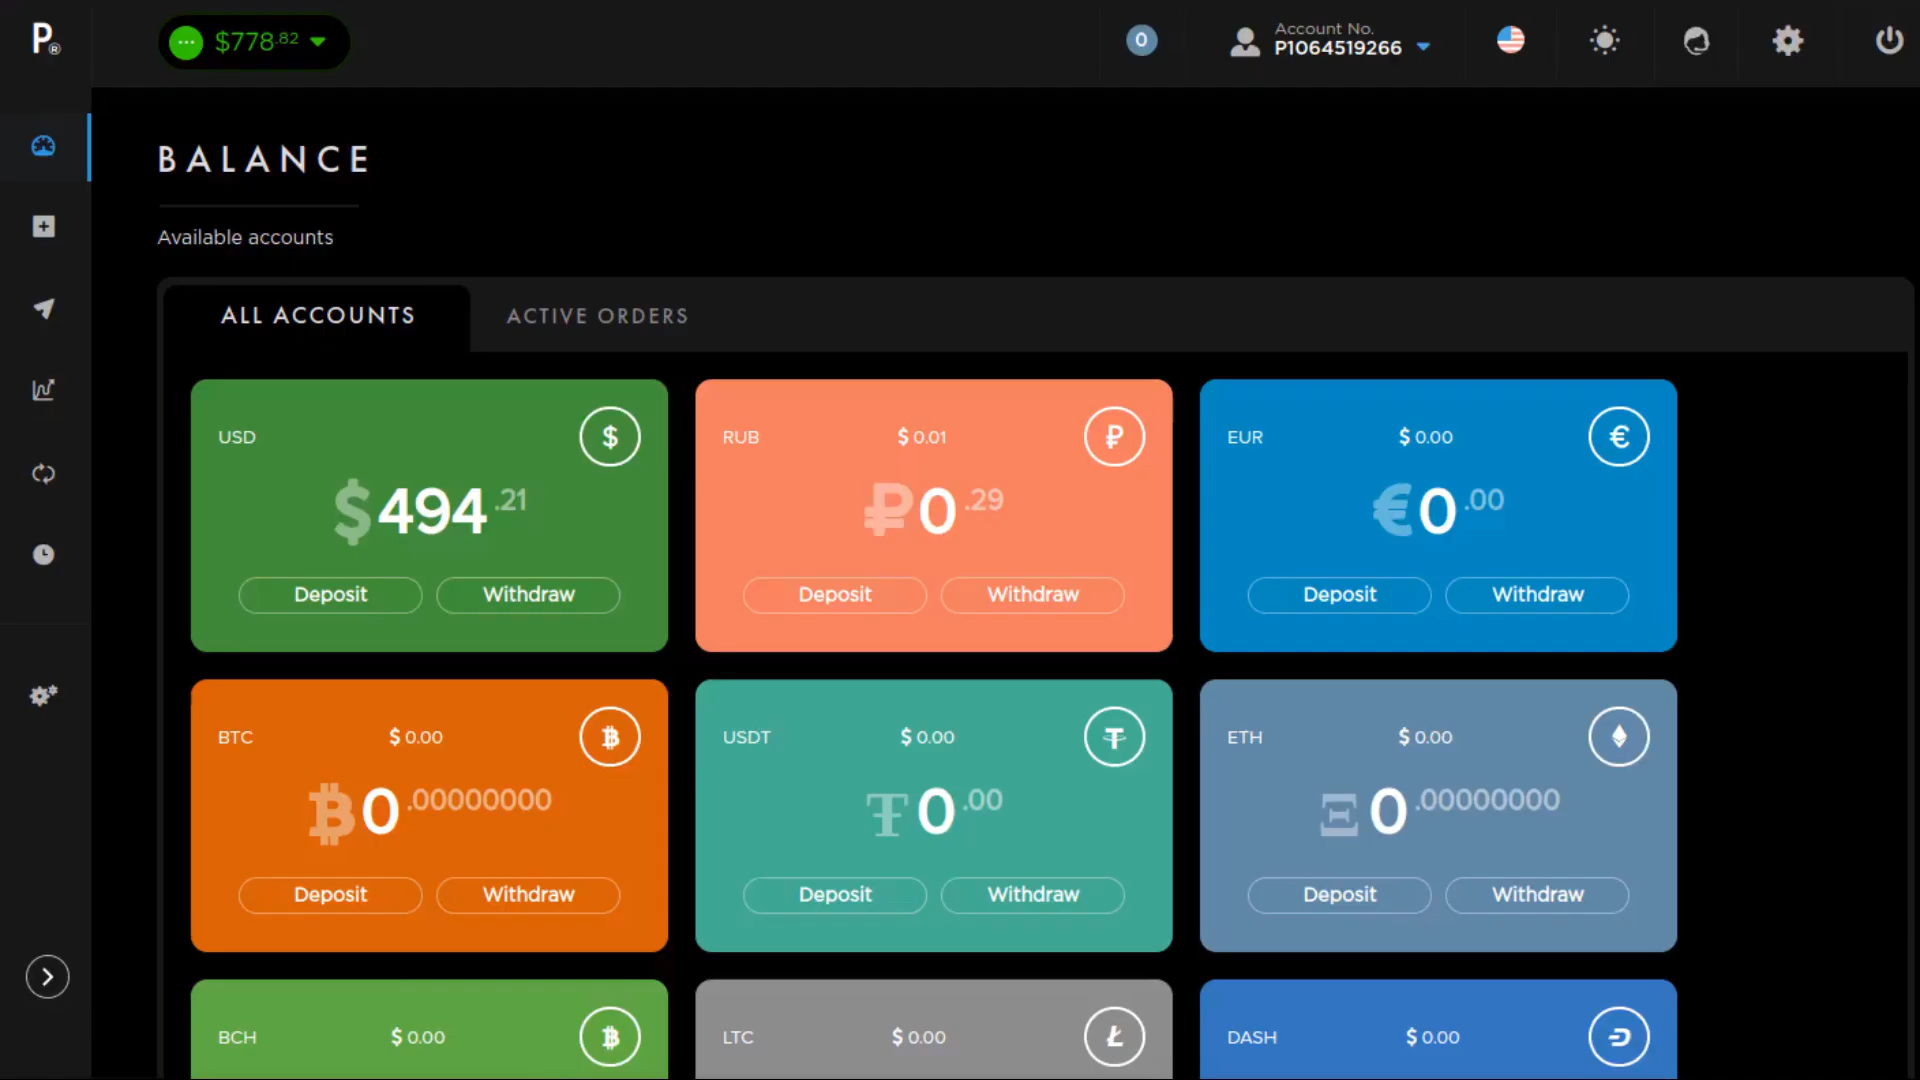 P®
$778.82
0
Account No.
P1064519266
BALANCE
Available accounts
ALL ACCOUNTS
ACTIVE ORDERS
USD
$
$494.21
Deposit
Withdraw
RUB
$ 0.01
₽
₽0.29
Deposit
Withdraw
EUR
$ 0.00
€
€0.00
Deposit
Withdraw
BTC
$ 0.00
₿
₿0.00000000
Deposit
Withdraw
USDT
$ 0.00
₮
₮0.00
Deposit
Withdraw
ETH
$ 0.00
Ξ0.00000000
Deposit
Withdraw
BCH
$ 0.00
₿
LTC
$ 0.00
Ł
DASH
$ 0.00